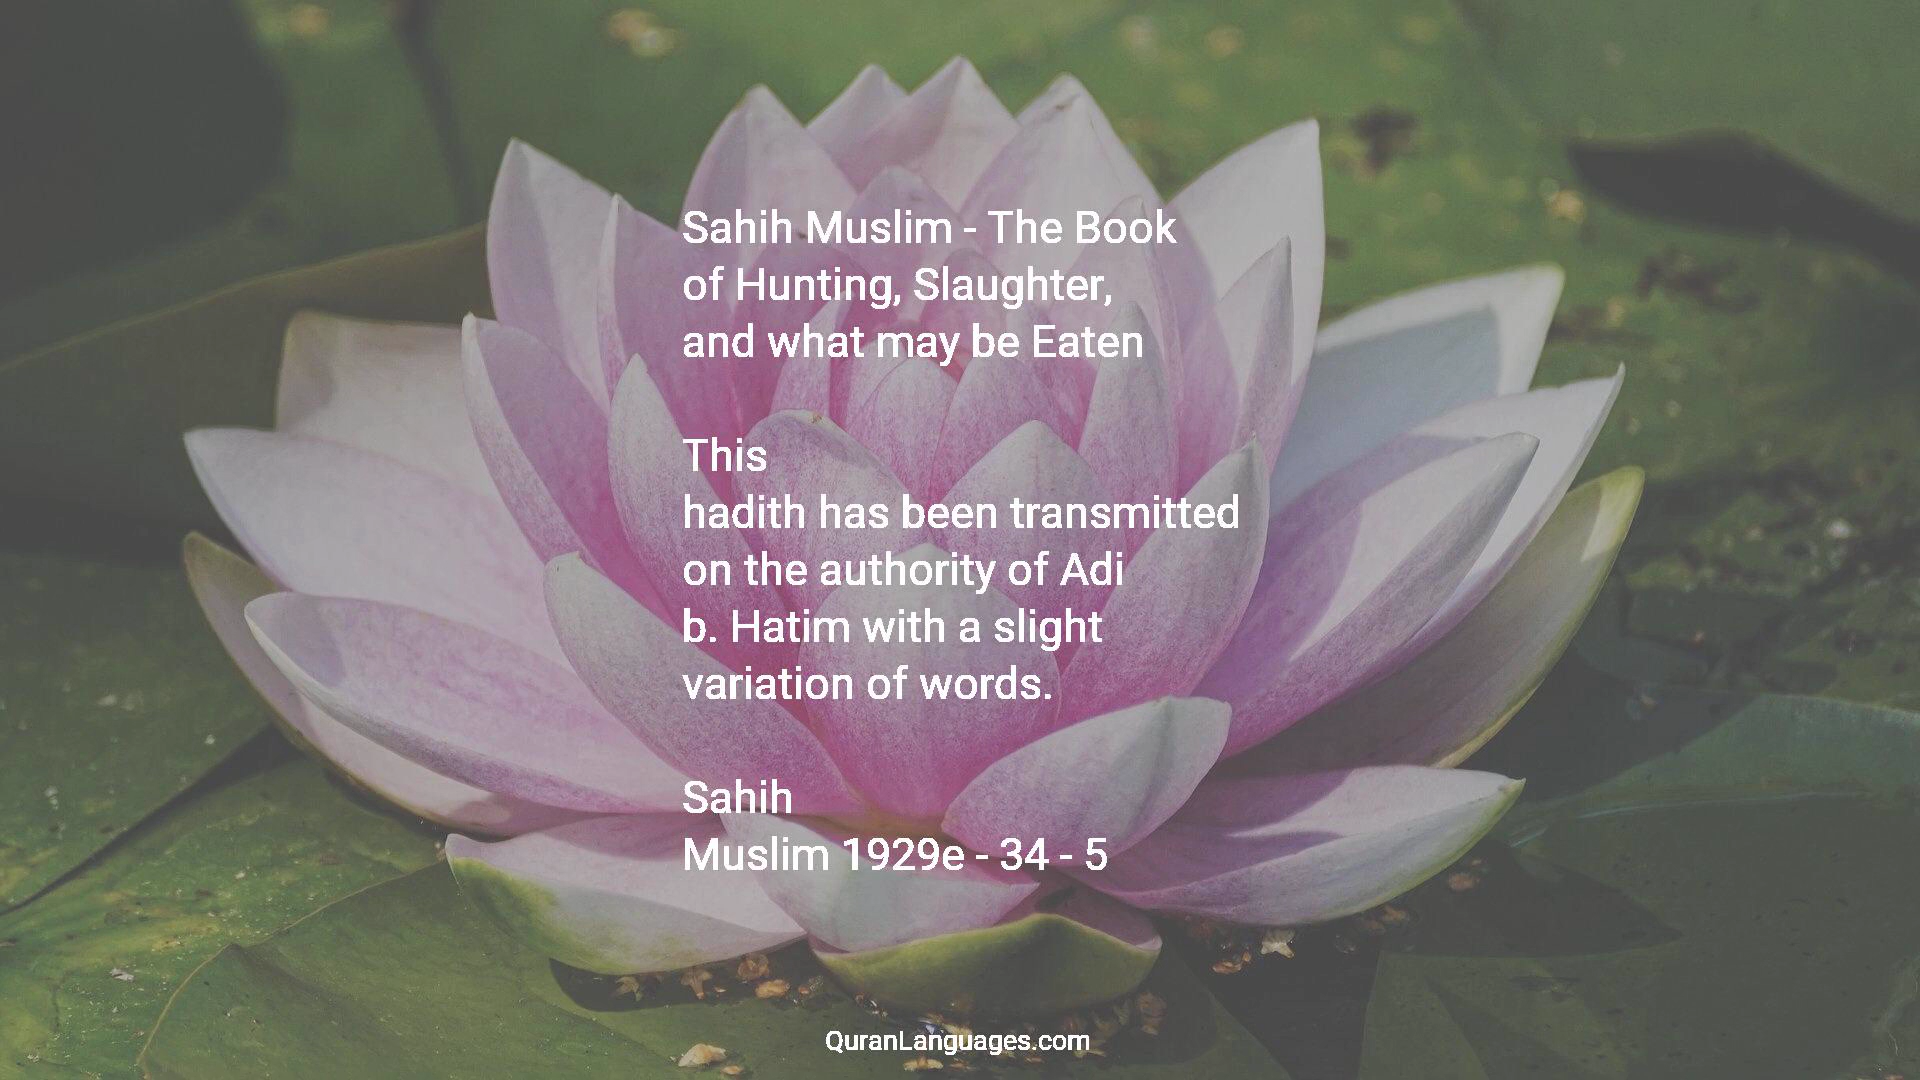 Sahih Muslim - The Book
of Hunting, Slaughter,
and what may be Eaten
This
hadith has been transmitted
on the authority of Adi
b. Hatim with a slight
variation of words.
Sahih
Muslim 1929e - 34 - 5
QuranLanguages.com